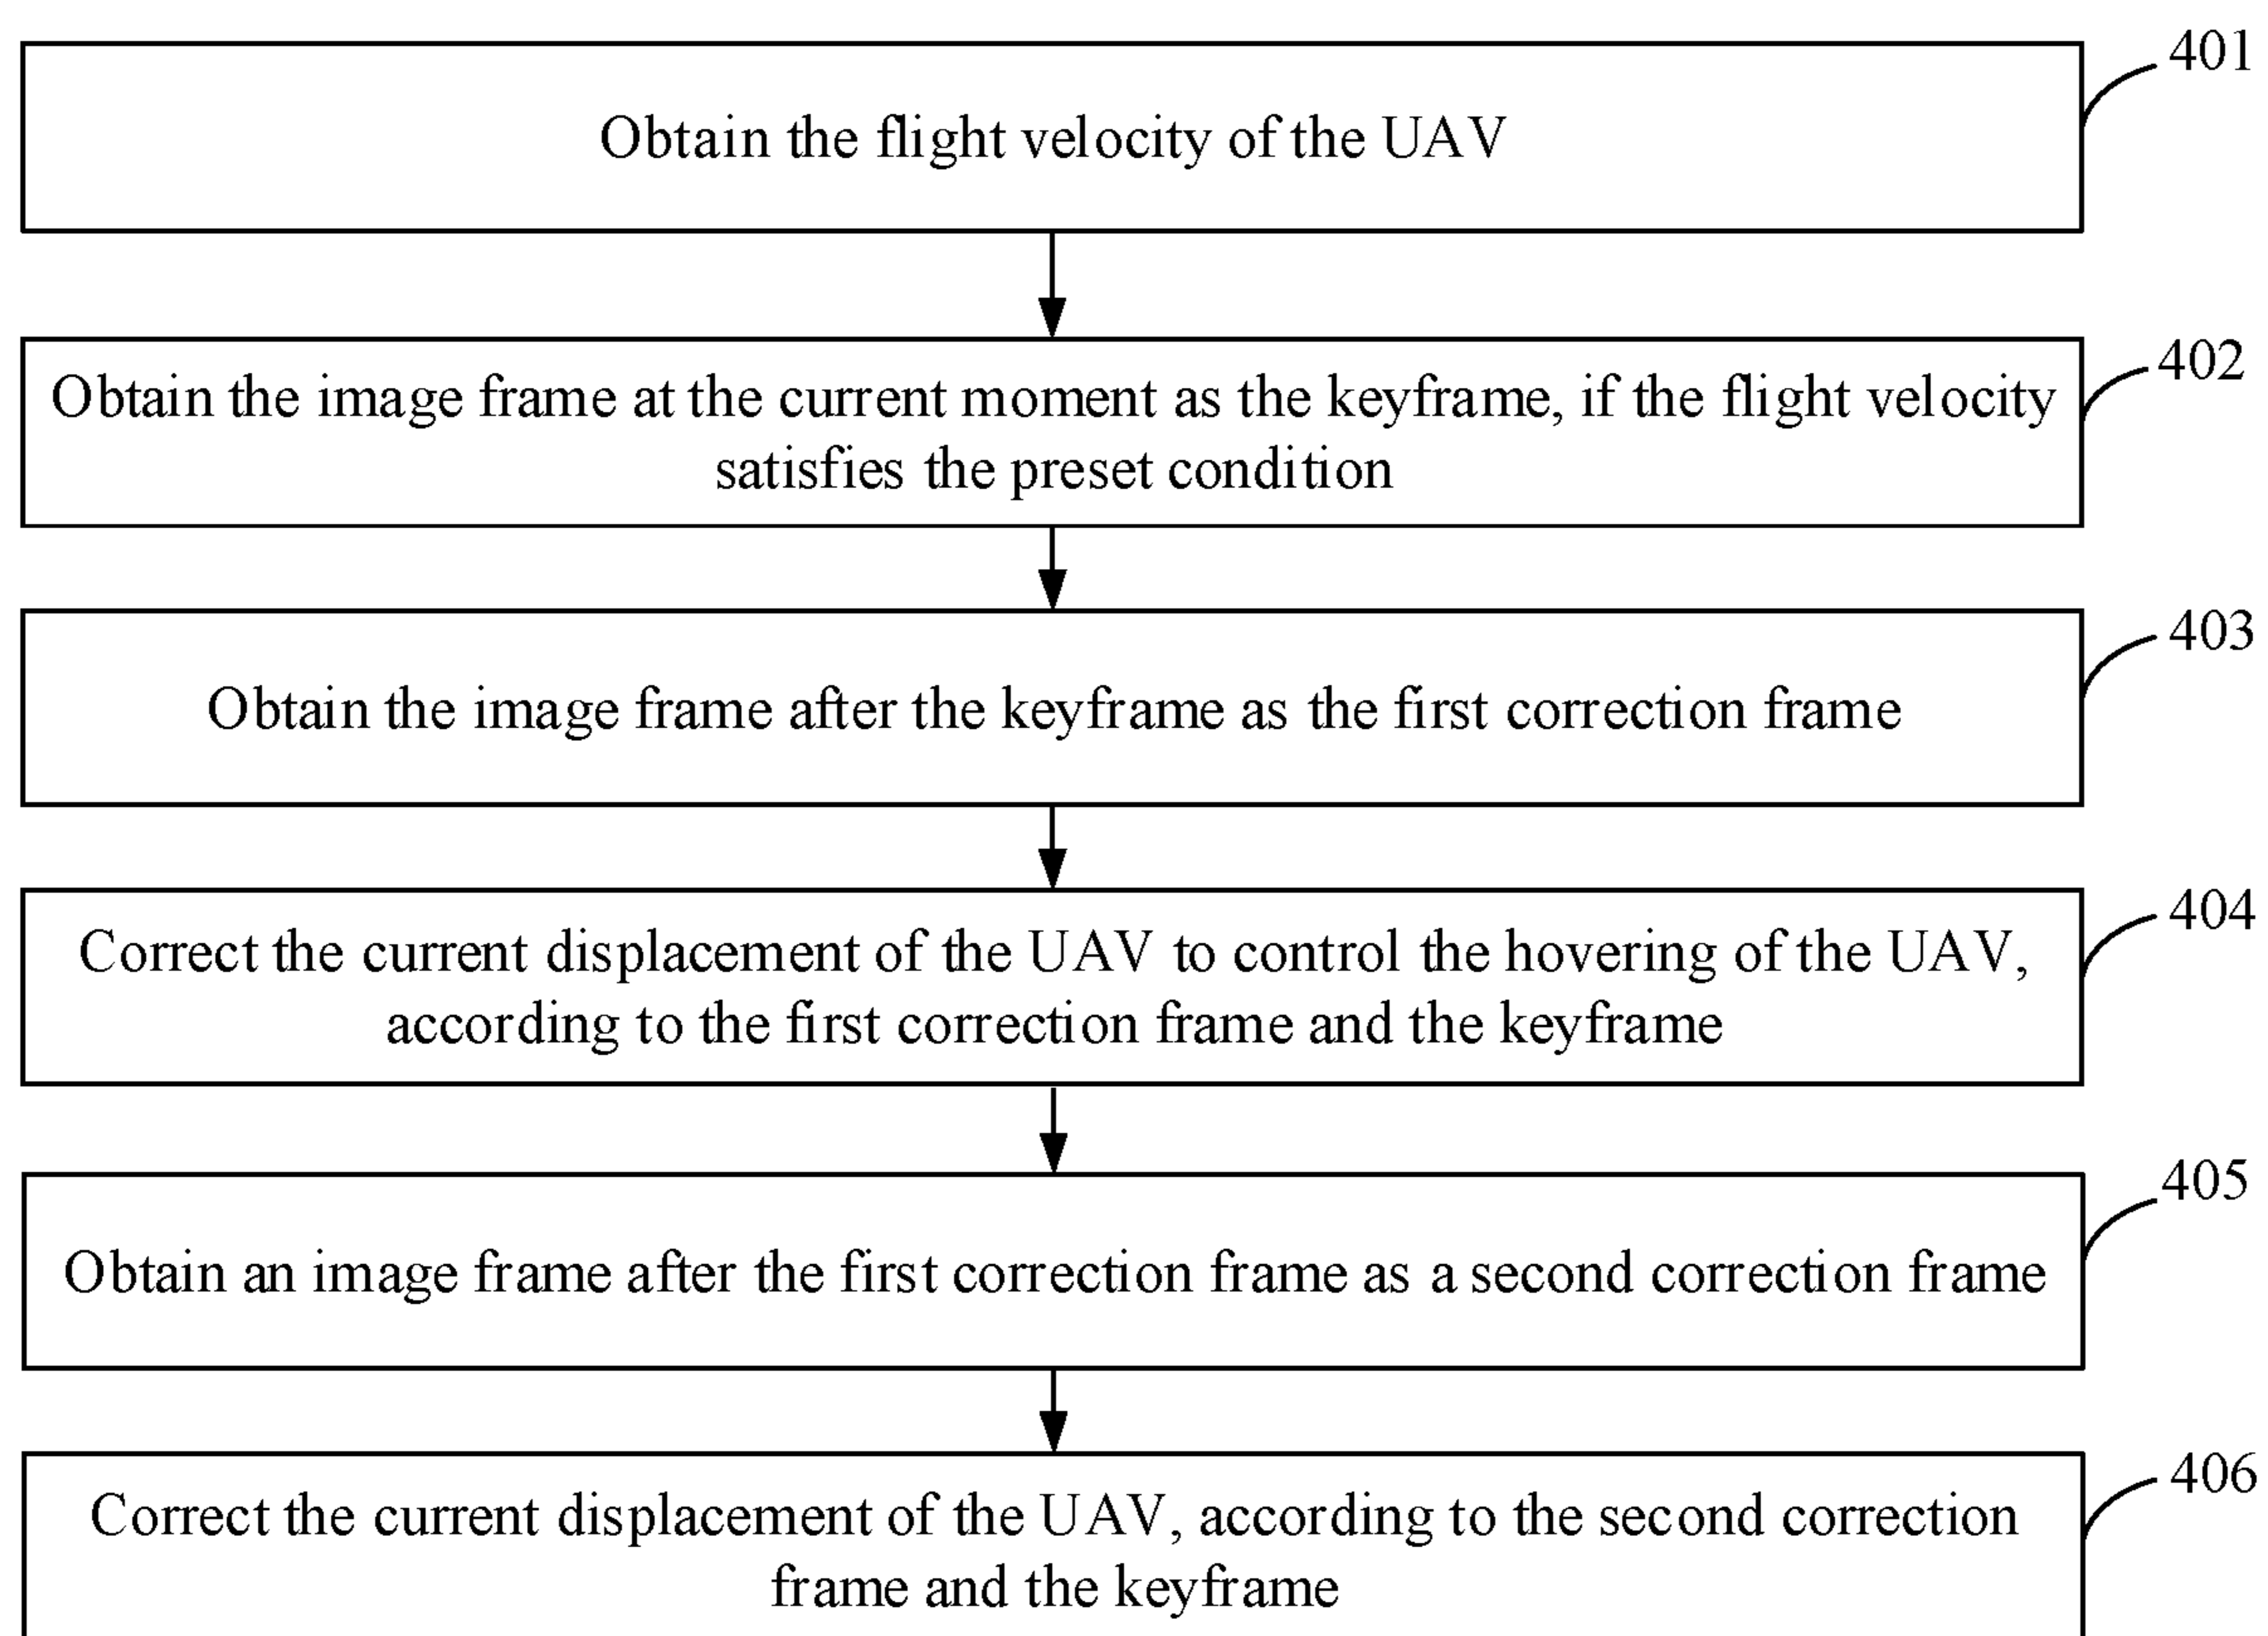 401
Obtain the flight velocity of the UAV
402
Obtain the image frame at the current moment as the keyframe, if the flight velocity
satisfies the preset condition
403
Obtain the image frame after the keyframe as the first correction frame
404
Correct the current displacement of the UAV to control the hovering of the UAV,
according to the first correction frame and the keyframe
405
Obtain an image frame after the first correction frame as a second correction frame
406
Correct the current displacement of the UAV, according to the second correction
frame and the keyframe